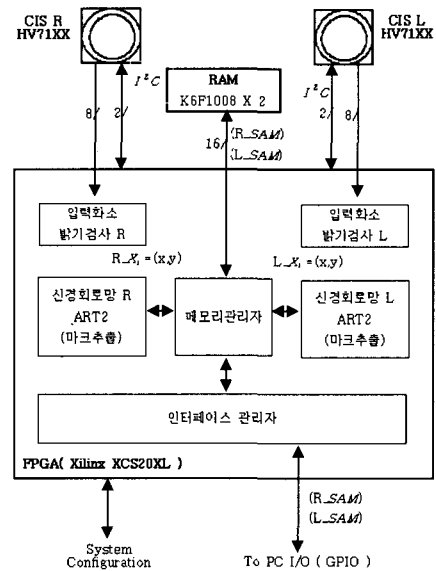 CIS R
HV71XX
CIS L
HV71XX
I²C
8/
2/
RAM
K6F1008 X 2
I²C
2/
8/
16/
(R_SAM)
(L_SAM)
입력화소
밝기검사 R
입력화소
밝기검사 L
R_Xᵢ = (x,y)
L_Xᵢ = (x,y)
신경회로망 R
ART2
(마크추출)
메모리관리자
신경회로망 L
ART2
(마크추출)
인터페이스 관리자
FPGA( Xilinx XCS20XL )
(R_SAM)
(L_SAM)
System
Configuration
To PC I/O ( GPIO )